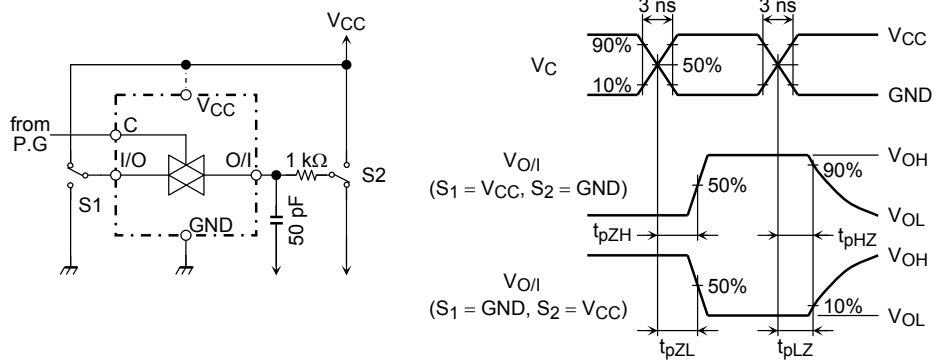 VCC
from
P.G
C
VCC
I/O
O/I
1 kΩ
S1
S2
GND
50 pF
3 ns
3 ns
VC
90%
10%
50%
VCC
GND
VO/I
(S1 = VCC, S2 = GND)
50%
VOH
90%
VOL
tpZH
tpHZ
VO/I
(S1 = GND, S2 = VCC)
50%
VOH
10%
VOL
tpZL
tpLZ